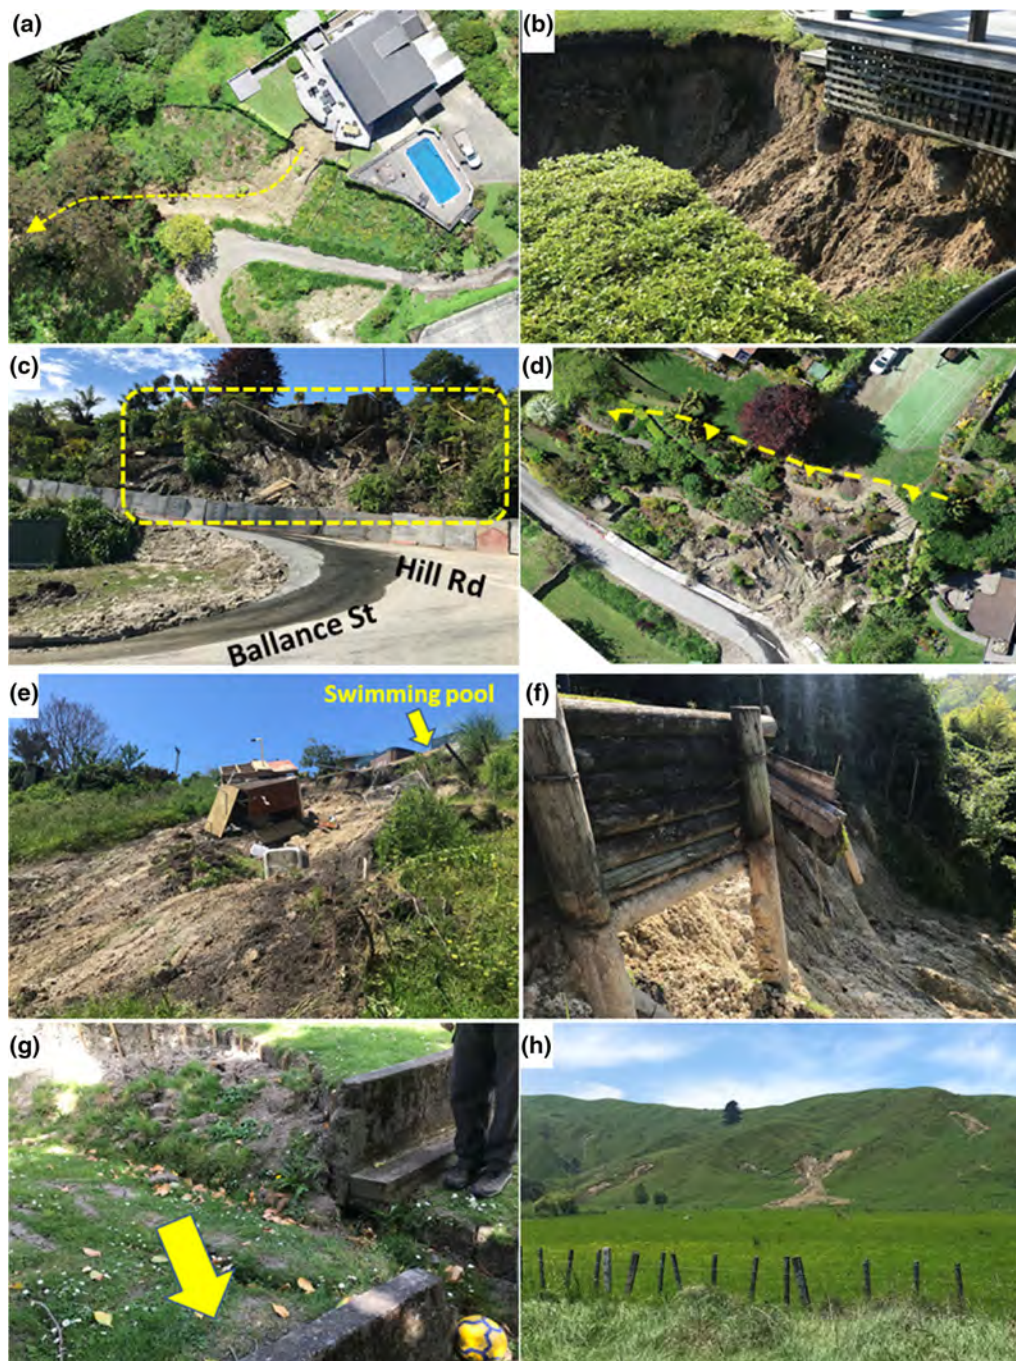 (a)
(b)
(c)
Ballance St
Hill Rd
(d)
(e)
Swimming pool
(f)
(g)
(h)